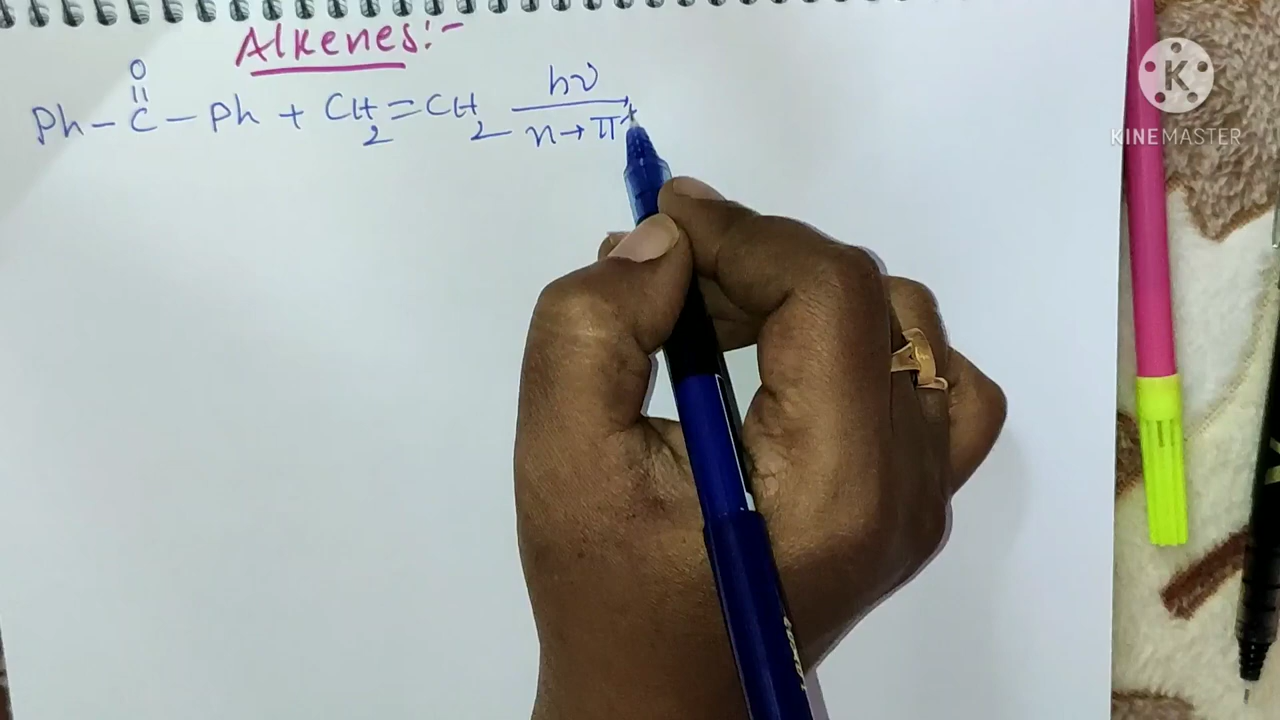 Alkenes:-
O
Ph-C-Ph + CH2=CH2 hν
n→π*
KINEMASTER